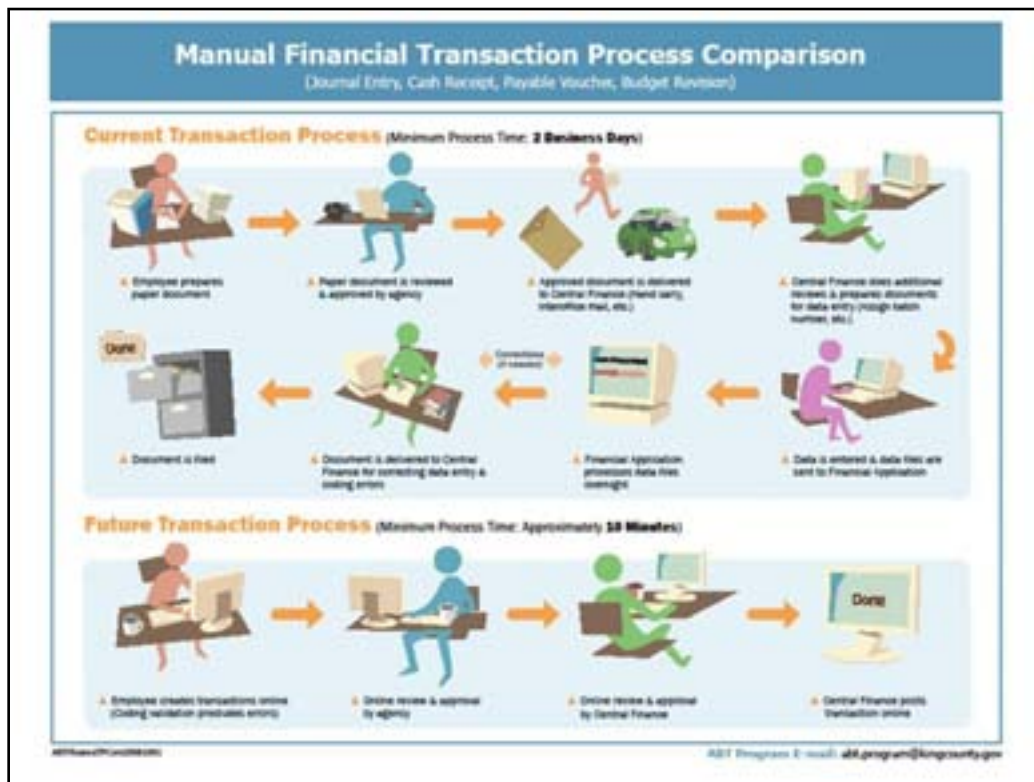 Manual Financial Transaction Process Comparison
(Journal Entry, Cash Receipt, Payable Voucher, Budget Revision)
Current Transaction Process (Minimum Process Time: 2 Business Days)
Employee prepares
paper document
Paper document is reviewed
& approved by agency
Approved document is delivered
to Central Finance (Hand carry,
interoffice mail, etc.)
Central Finance does additional
reviews & prepares documents
for data entry (Assign batch
number, etc.)
Done
Corrections
(if needed)
Document is filed
Document is delivered to Central
Finance for correcting data entry &
coding errors
Financial Application
processes data files
overnight
Data is entered & data files are
sent to Financial Application
Future Transaction Process (Minimum Process Time: Approximately 10 Minutes)
Done
Employee creates transactions online
(Coding validation precludes errors)
Online review & approval
by agency
Online review & approval
by Central Finance
Central Finance posts
transaction online
ABT Program E-mail: abt.program@kingcounty.gov